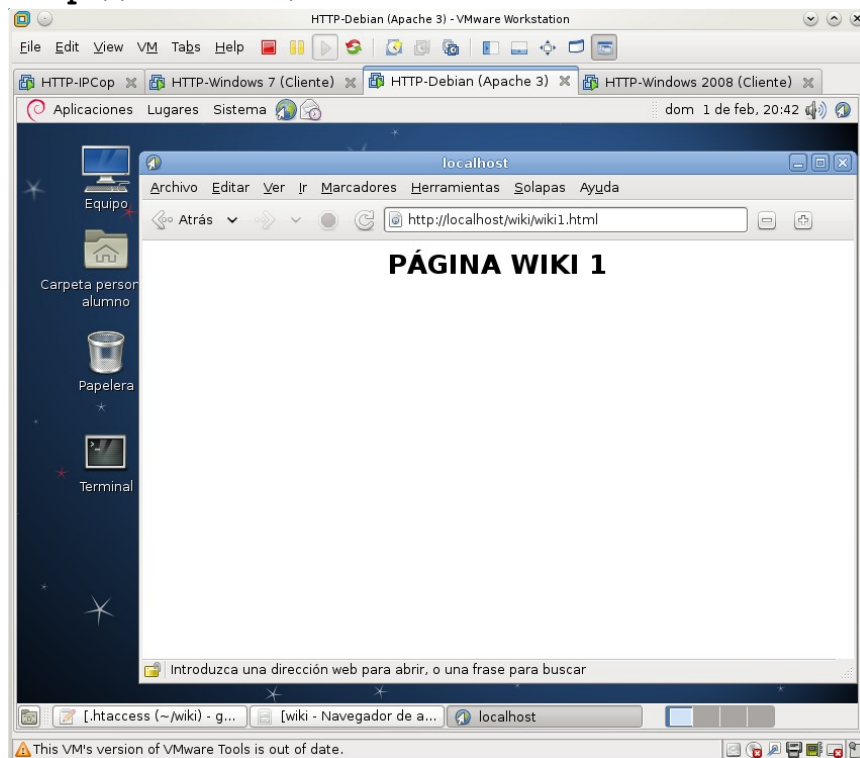 HTTP-Debian (Apache 3) - VMware Workstation
File Edit View VM Tabs Help
HTTP-IPCop HTTP-Windows 7 (Cliente) HTTP-Debian (Apache 3) HTTP-Windows 2008 (Cliente)
Aplicaciones Lugares Sistema dom 1 de feb, 20:42
localhost
Archivo Editar Ver Ir Marcadores Herramientas Solapas Ayuda
Atrás http://localhost/wiki/wiki1.html
PÁGINA WIKI 1
Equipo
Carpeta person
alumno
Papelera
Terminal
Introduzca una dirección web para abrir, o una frase para buscar
[.htaccess (~/wiki) - g... [wiki - Navegador de a... localhost
This VM's version of VMware Tools is out of date.